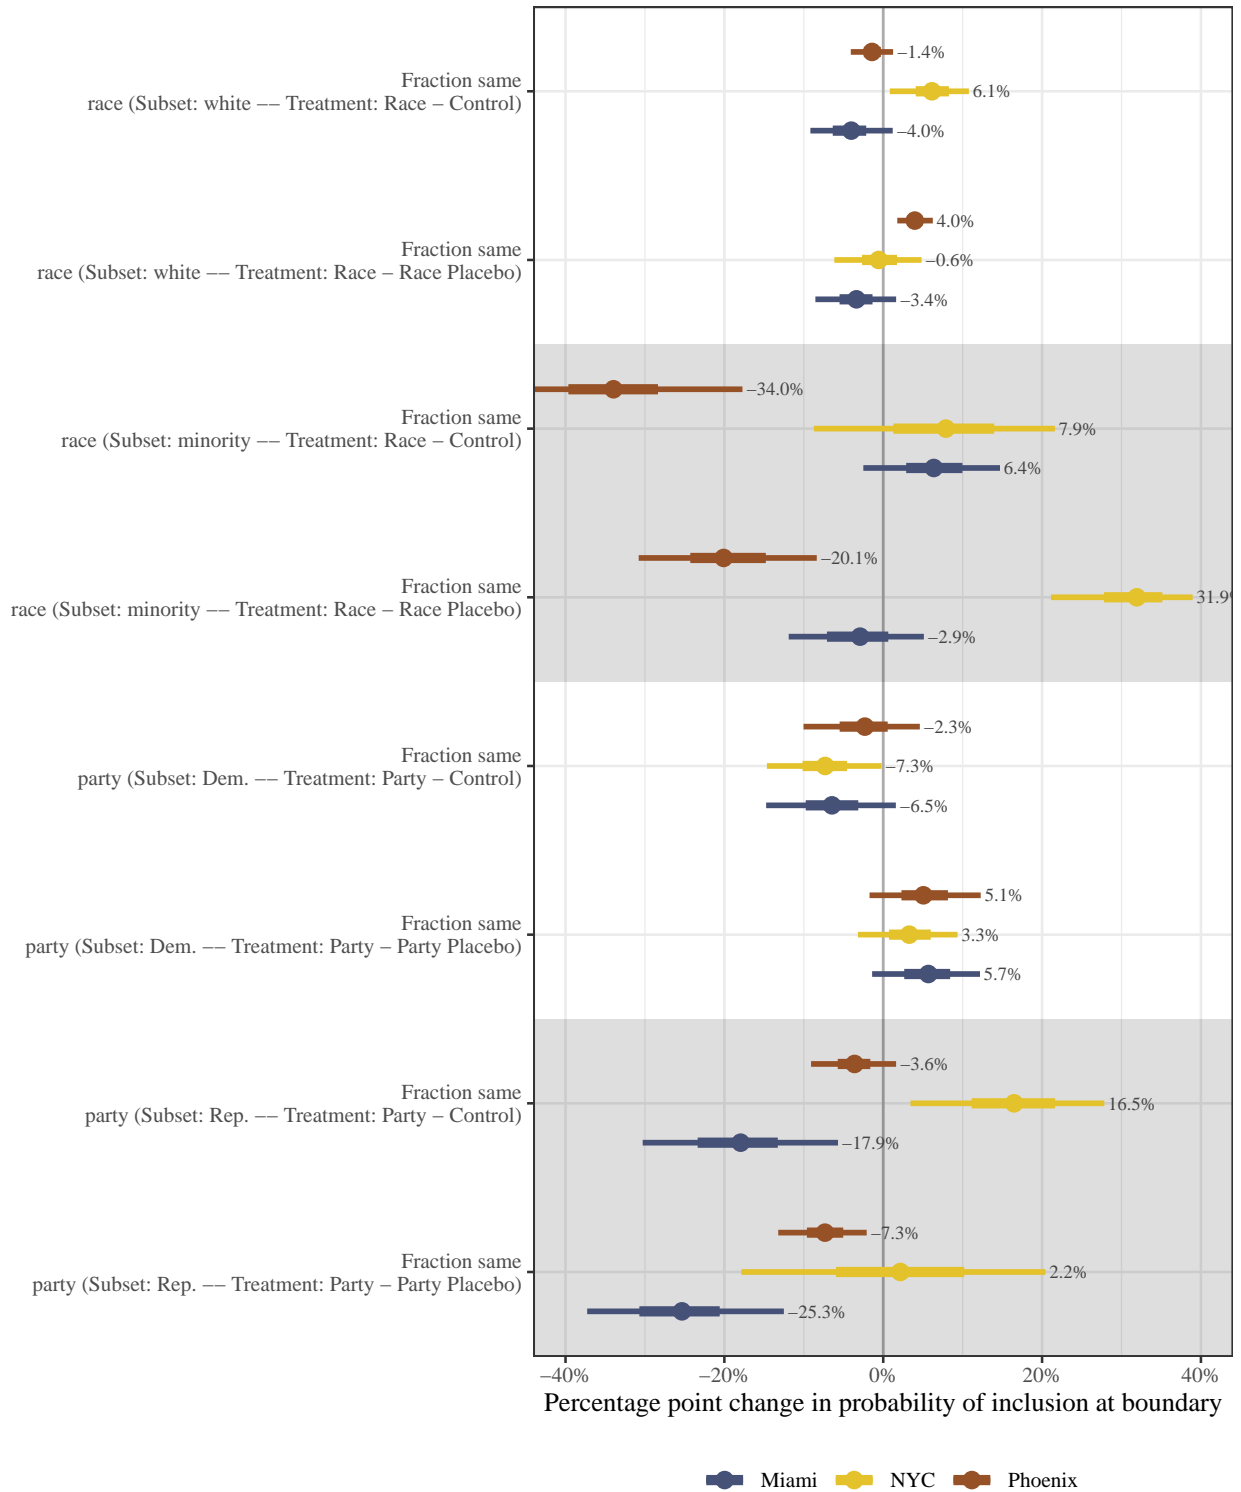 −1.4%
Fraction same
race (Subset: white −− Treatment: Race − Control)
6.1%
−4.0%
4.0%
Fraction same
race (Subset: white −− Treatment: Race − Race Placebo)
−0.6%
−3.4%
−34.0%
Fraction same
race (Subset: minority −− Treatment: Race − Control)
7.9%
6.4%
−20.1%
Fraction same
race (Subset: minority −− Treatment: Race − Race Placebo)
31.9%
−2.9%
−2.3%
Fraction same
party (Subset: Dem. −− Treatment: Party − Control)
−7.3%
−6.5%
5.1%
Fraction same
party (Subset: Dem. −− Treatment: Party − Party Placebo)
3.3%
5.7%
−3.6%
Fraction same
party (Subset: Rep. −− Treatment: Party − Control)
16.5%
−17.9%
−7.3%
Fraction same
party (Subset: Rep. −− Treatment: Party − Party Placebo)
2.2%
−25.3%
−40% −20% 0% 20% 40%
Percentage point change in probability of inclusion at boundary
Miami NYC Phoenix